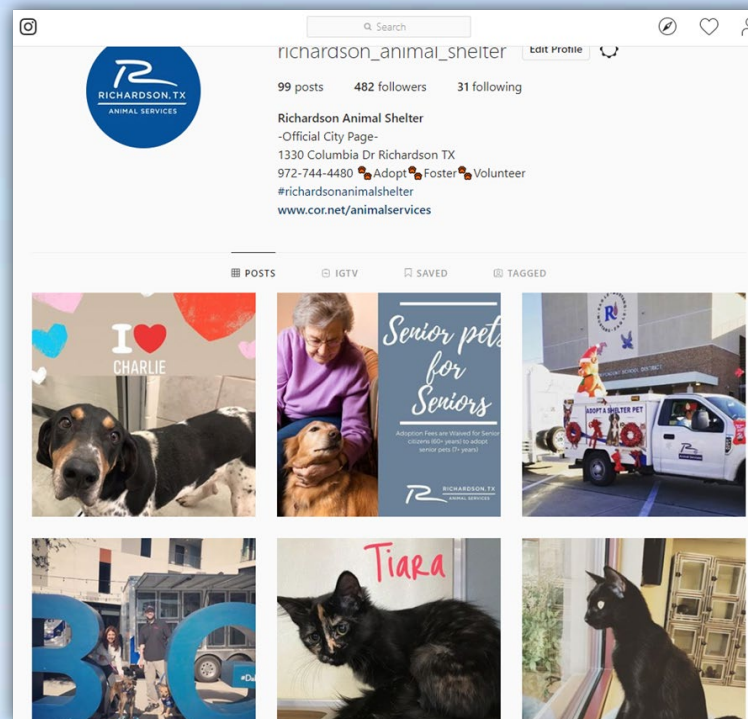 Search
richardson_animal_shelter Edit Profile
99 posts 482 followers 31 following
Richardson Animal Shelter
-Official City Page-
1330 Columbia Dr Richardson TX
972-744-4480 🐾Adopt🐾Foster🐾Volunteer
#richardsonanimalshelter
www.cor.net/animalservices
RICHARDSON, TX
ANIMAL SERVICES
POSTS IGTV SAVED TAGGED
I ❤
CHARLIE
Senior pets
for
Seniors
Adoption Fees are Waived for Senior
citizens (60+ years) to adopt
senior pets (7+ years)
RICHARDSON, TX
ANIMAL SERVICES
R
ADOPT A SHELTER PET
B G
Tiara